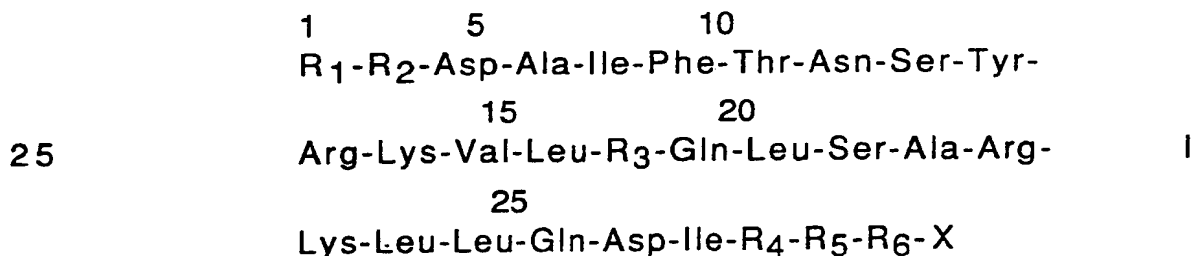 1 5 10
R1-R2-Asp-Ala-Ile-Phe-Thr-Asn-Ser-Tyr-
15 20
25 Arg-Lys-Val-Leu-R3-Gln-Leu-Ser-Ala-Arg- I
25
Lys-Leu-Leu-Gln-Asp-Ile-R4-R5-R6-X